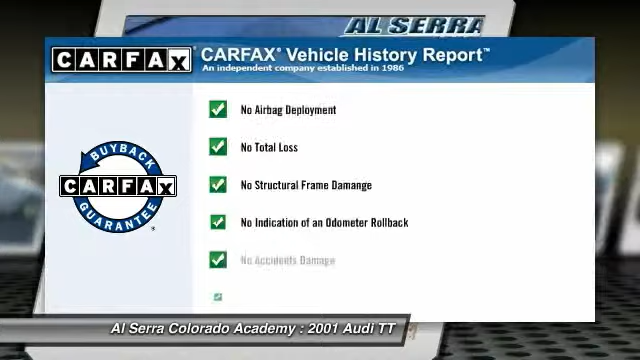 AL SERRA
CARFAX
CARFAX® Vehicle History Report™
An independent company established in 1986
No Airbag Deployment
No Total Loss
No Structural Frame Damange
No Indication of an Odometer Rollback
No Accidents Damage
BUYBACK
CARFAX
GUARANTEE®
Al Serra Colorado Academy : 2001 Audi TT